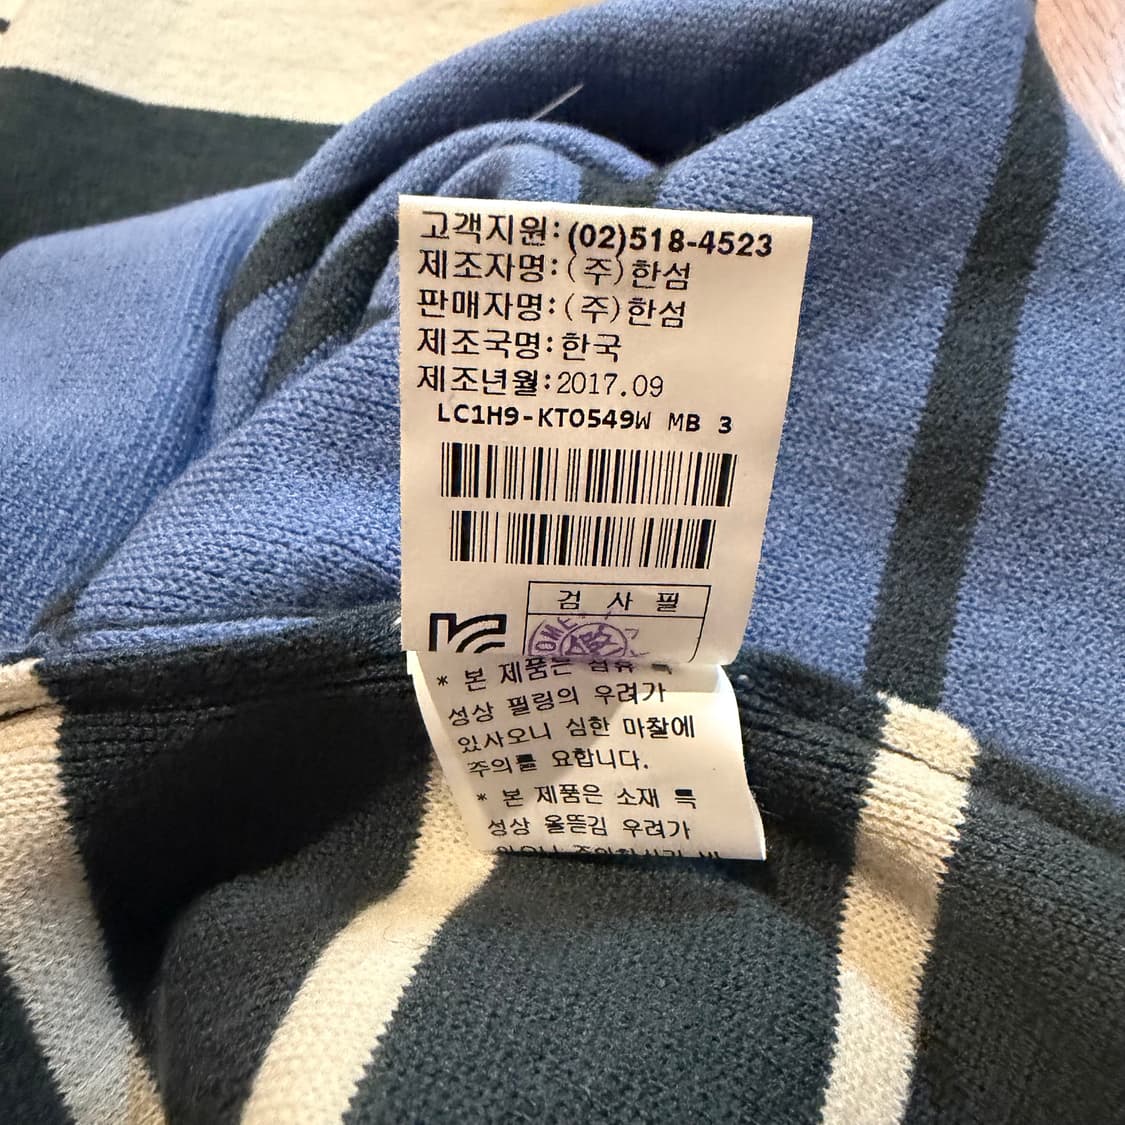 고객지원:(02)518-4523
제조자명:(주)한섬
판매자명:(주)한섬
제조국명:한국
제조년월:2017.09
LC1H9-KT0549W MB 3
검 사 필
* 본 제품은 섬유 특
성상 필링의 우려가
있사오니 심한 마찰에
주의를 요합니다.
* 본 제품은 소재 특
성상 올뜯김 우려가